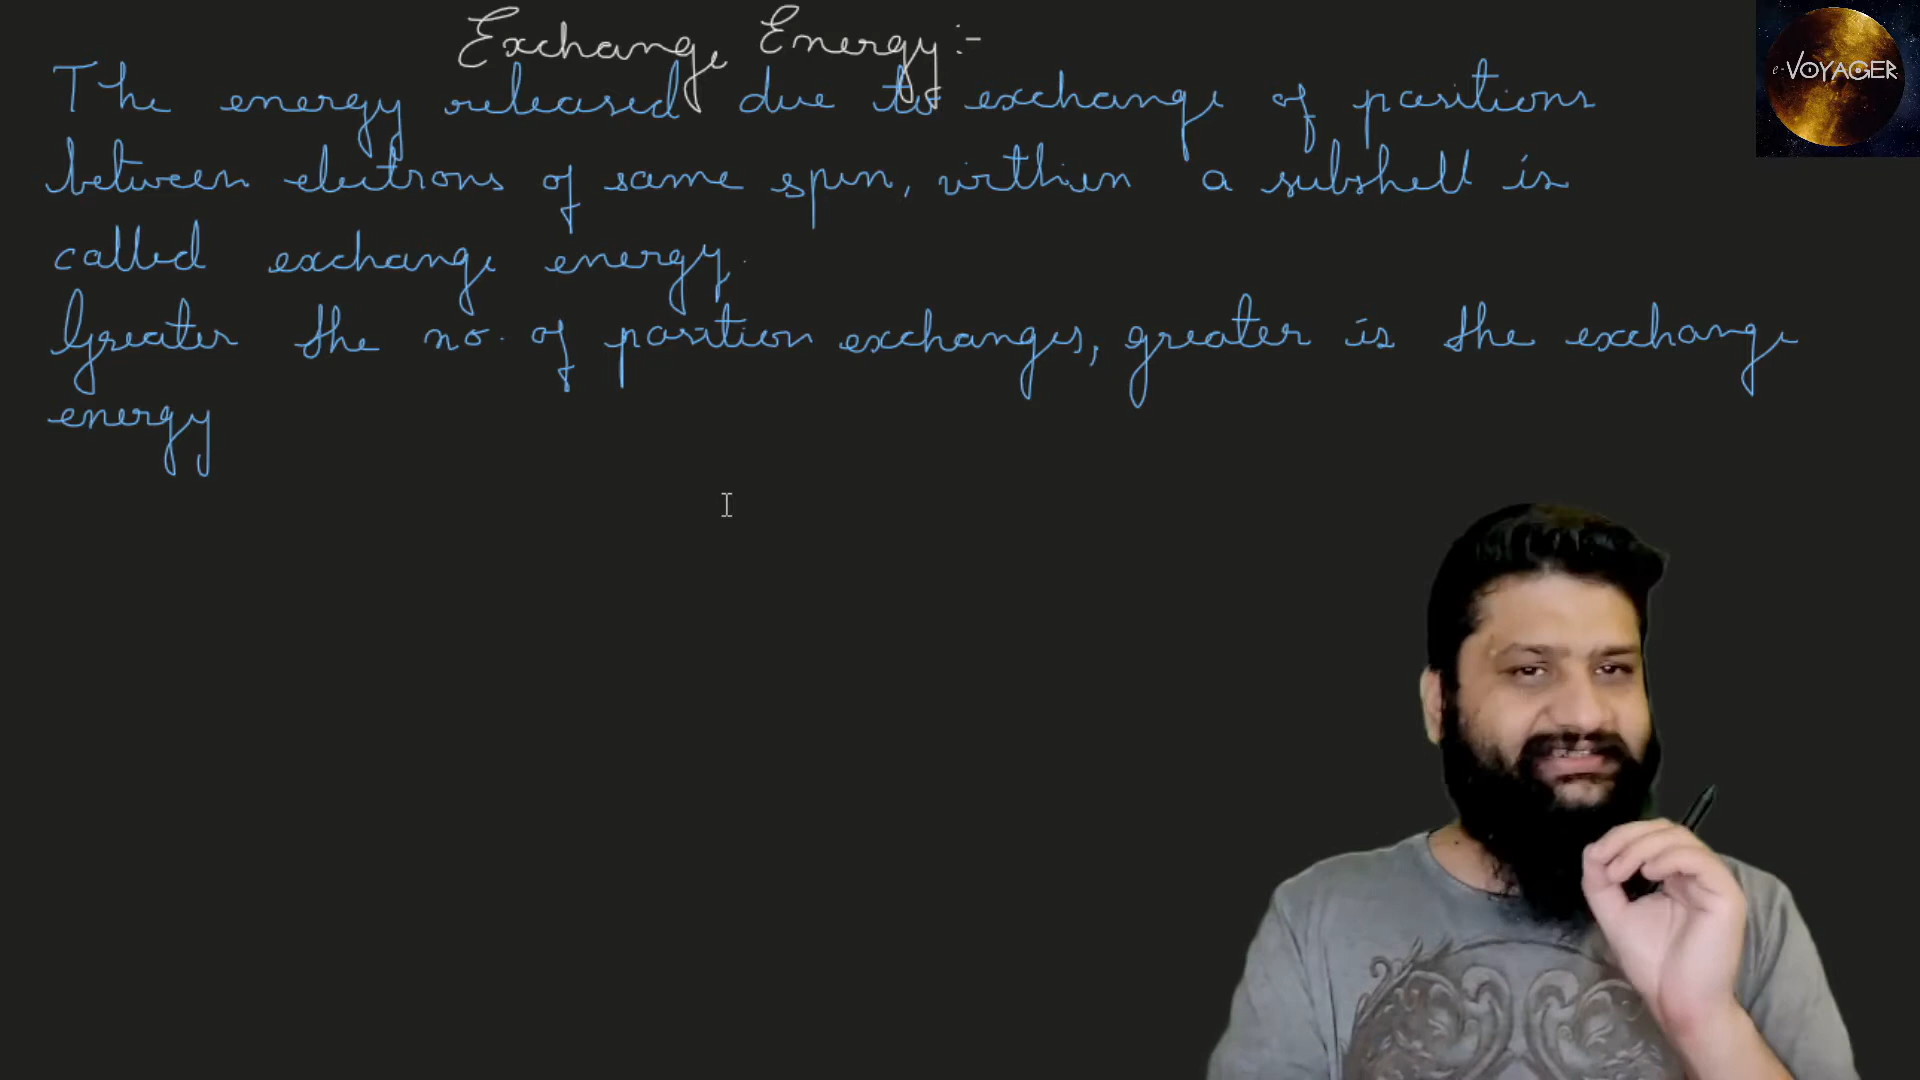 Exchange Energy:-
The energy released due to exchange of positions
between electrons of same spin, within a subshell is
called exchange energy.
Greater the no. of position exchanges, greater is the exchange
energy
e-VOYAGER